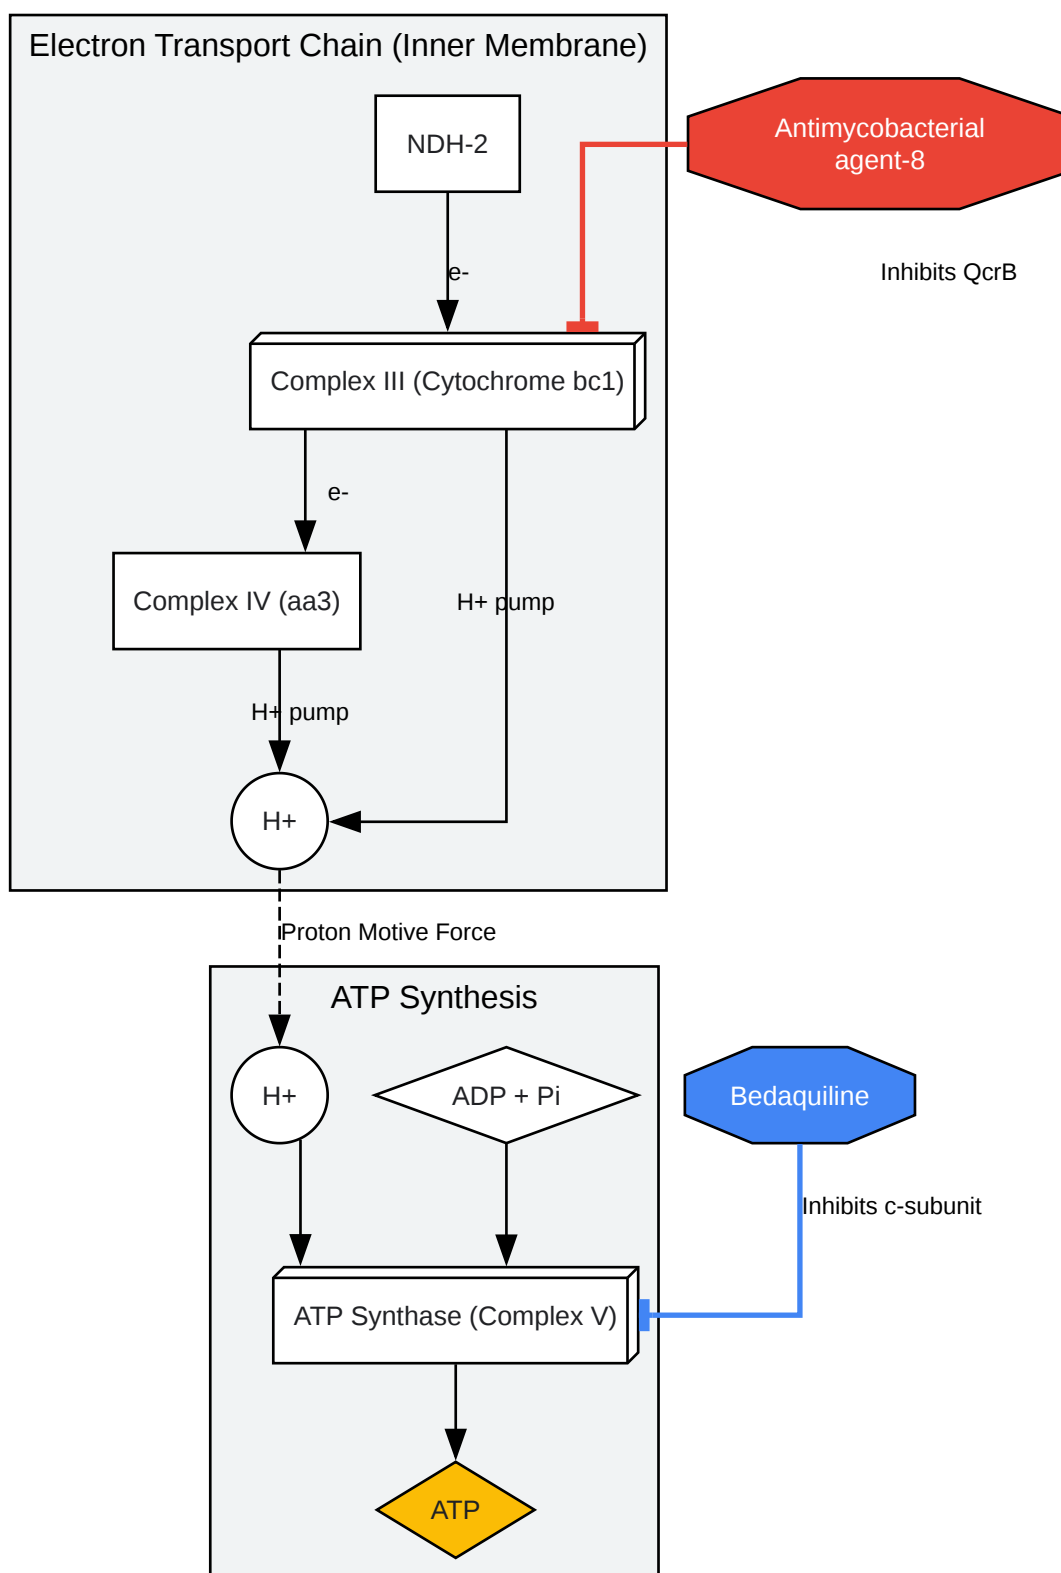 Electron Transport Chain (Inner Membrane)
NDH-2
Antimycobacterial
agent-8
e-
Inhibits QcrB
Complex III (Cytochrome bc1)
e-
Complex IV (aa3)
H+ pump
H+ pump
H+
Proton Motive Force
ATP Synthesis
H+
ADP + Pi
Bedaquiline
Inhibits c-subunit
ATP Synthase (Complex V)
ATP